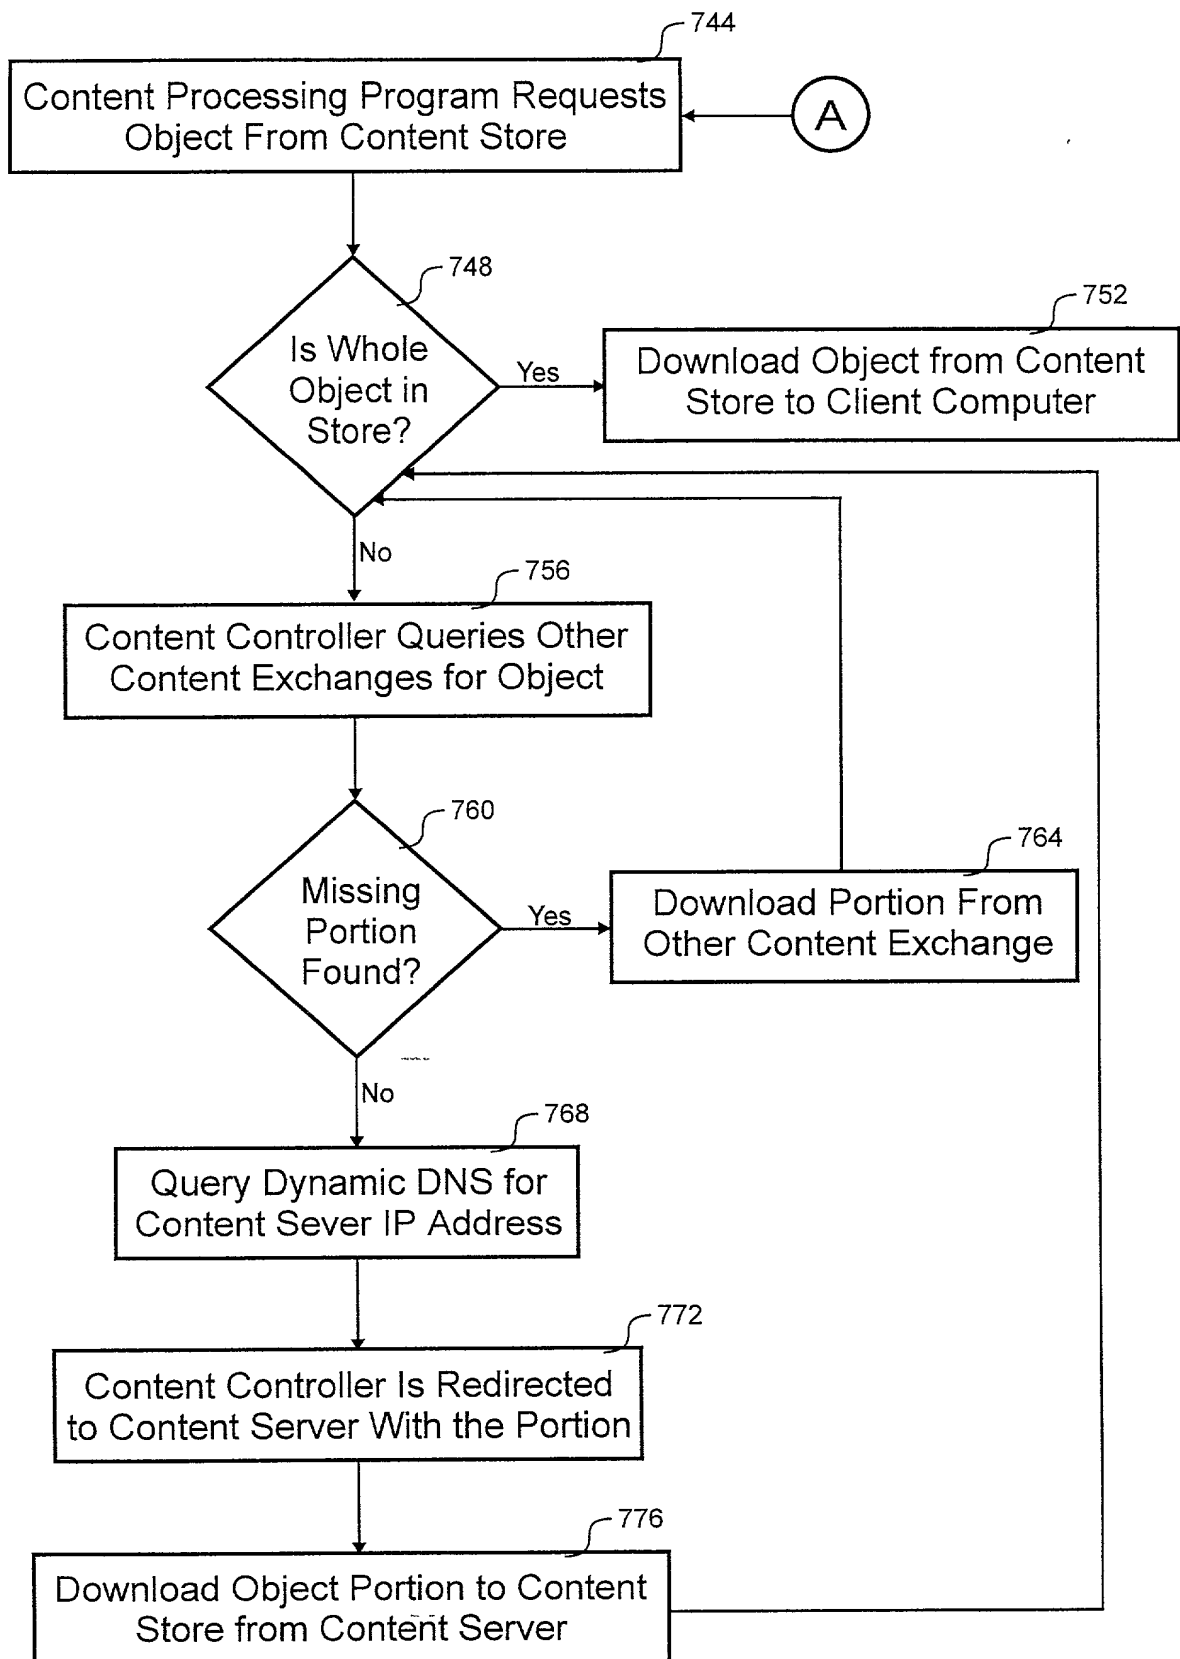 744
Content Processing Program Requests
Object From Content Store
A
748
Is Whole
Object in
Store?
Yes
752
Download Object from Content
Store to Client Computer
No
756
Content Controller Queries Other
Content Exchanges for Object
760
Missing
Portion
Found?
Yes
764
Download Portion From
Other Content Exchange
No
768
Query Dynamic DNS for
Content Sever IP Address
772
Content Controller Is Redirected
to Content Server With the Portion
776
Download Object Portion to Content
Store from Content Server